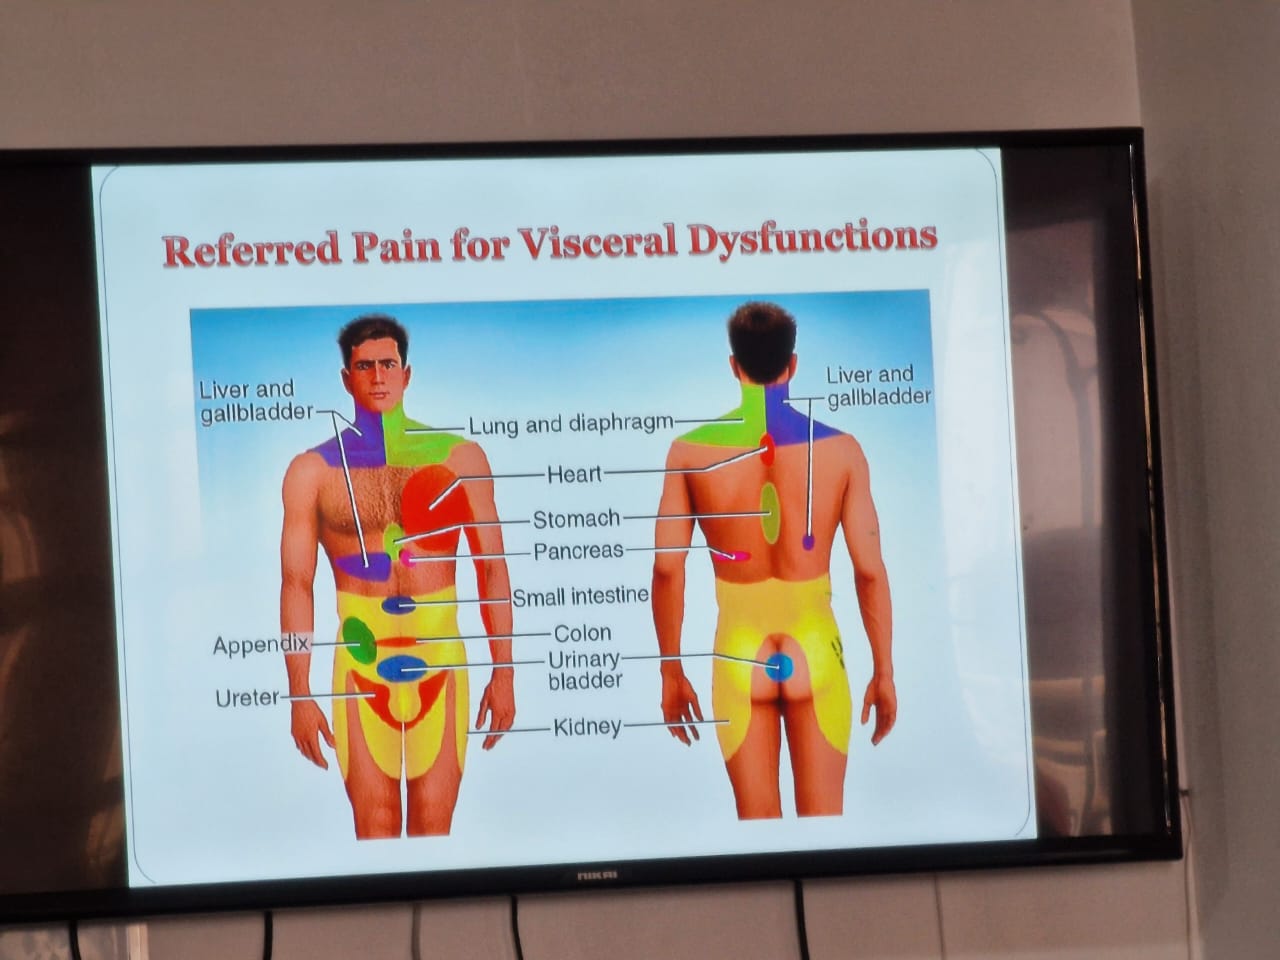 Referred Pain for Visceral Dysfunctions
Liver and
gallbladder
Lung and diaphragm
Liver and
gallbladder
Heart
Stomach
Pancreas
Small intestine
Appendix
Colon
Urinary
bladder
Ureter
Kidney
NIKAI